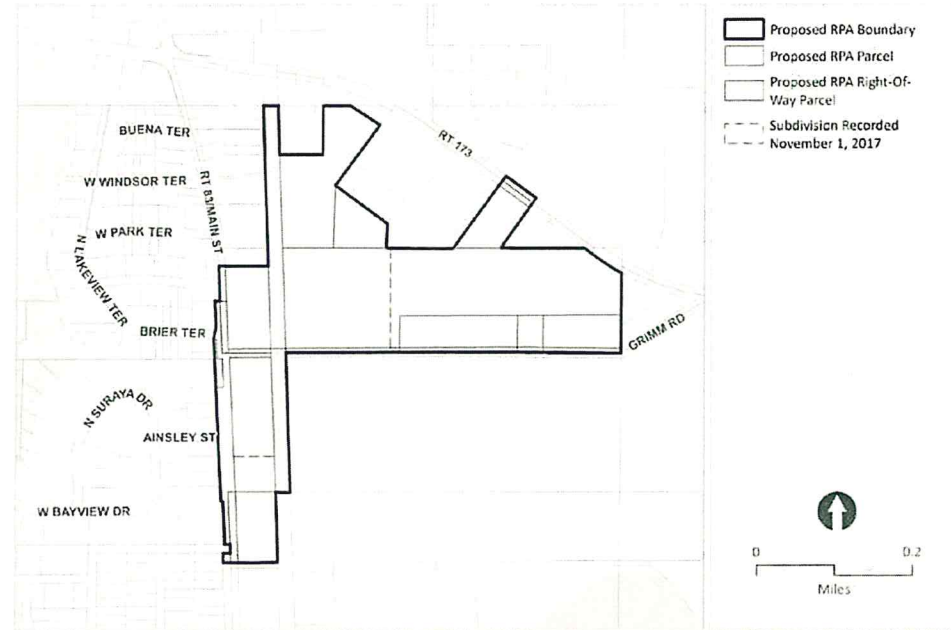 Proposed RPA Boundary
Proposed RPA Parcel
Proposed RPA Right-Of-
Way Parcel
Subdivision Recorded
November 1, 2017
BUENA TER
RT 173
W WINDSOR TER
RT 83/MAIN ST
W PARK TER
N LAKEVIEW TER
BRIER TER
GRIMM RD
N SURAYA DR
AINSLEY ST
W BAYVIEW DR
0 0.2
Miles